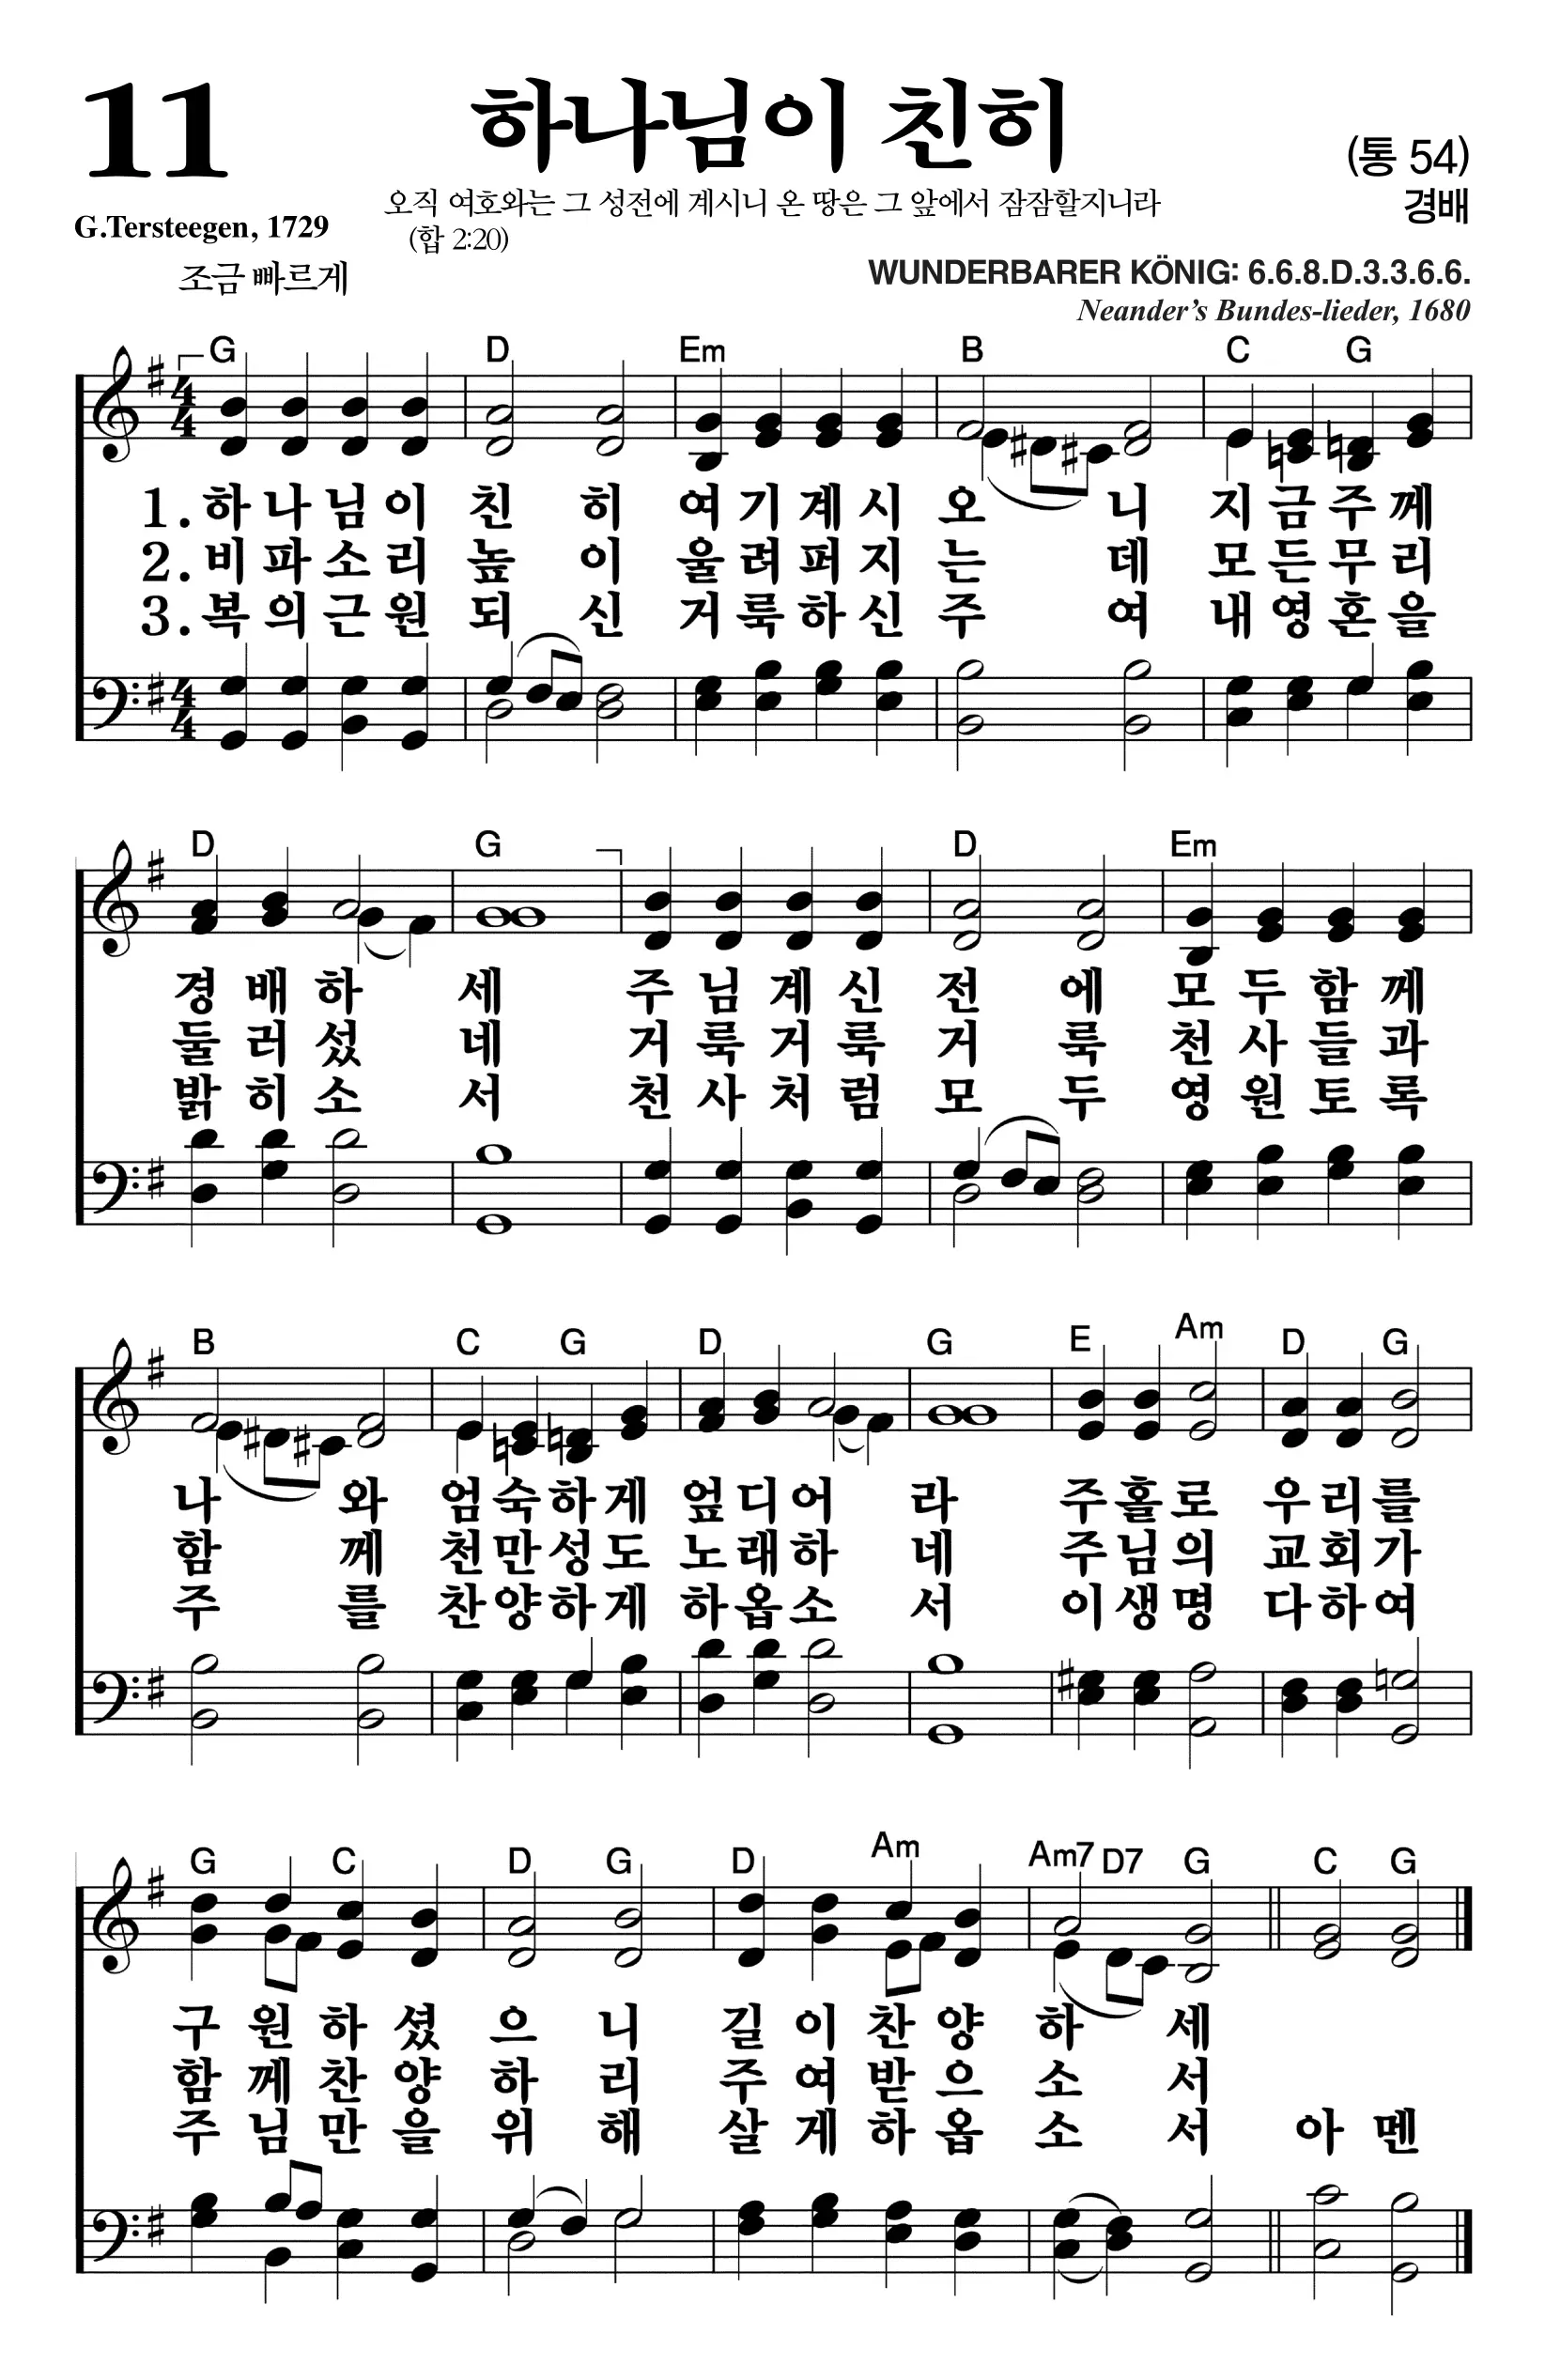 11
하나님이 친히
(통 54)
오직 여호와는 그 성전에 계시니 온 땅은 그 앞에서 잠잠할지니라
(합 2:20)
경배
G.Tersteegen, 1729
조금 빠르게
WUNDERBARER KÖNIG: 6.6.8.D.3.3.6.6.
Neander's Bundes-lieder, 1680
G D Em B C G
1. 하 나 님 이 친 히 여 기 계 시 오 니 지 금 주 께
2. 비 파 소 리 높 이 울 려 퍼 지 는 데 모 든 무 리
3. 복 의 근 원 되 신 거 룩 하 신 주 여 내 영 혼 을
D G D Em
경 배 하 세 주 님 계 신 전 에 모 두 함 께
둘 러 섰 네 거 룩 거 룩 거 룩 천 사 들 과
밝 히 소 서 천 사 처 럼 모 두 영 원 토 록
B C G D G E Am D G
나 와 엄 숙 하 게 엎 디 어 라 주 홀 로 우 리 를
함 께 천 만 성 도 노 래 하 네 주 님 의 교 회 가
주 를 찬 양 하 게 하 옵 소 서 이 생 명 다 하 여
G C D G D Am Am7 D7 G C G
구 원 하 셨 으 니 길 이 찬 양 하 세
함 께 찬 양 하 리 주 여 받 으 소 서
주 님 만 을 위 해 살 게 하 옵 소 서 아 멘